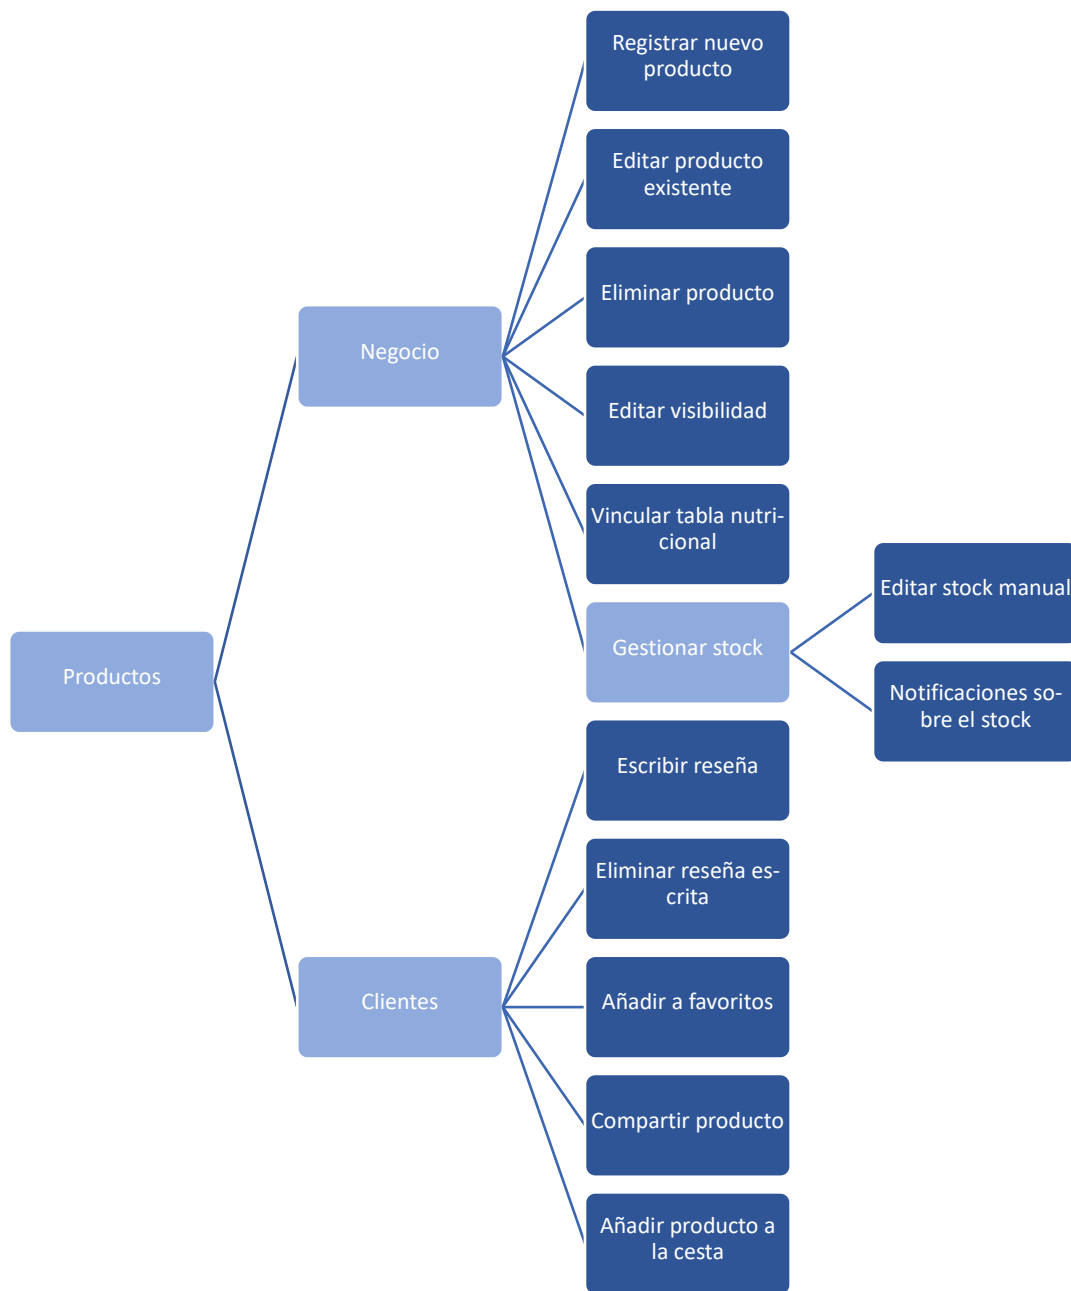 Registrar nuevo
producto
Editar producto
existente
Eliminar producto
Negocio
Editar visibilidad
Vincular tabla nutri-
cional
Editar stock manual
Gestionar stock
Productos
Notificaciones so-
bre el stock
Escribir reseña
Eliminar reseña es-
crita
Clientes
Añadir a favoritos
Compartir producto
Añadir producto a
la cesta